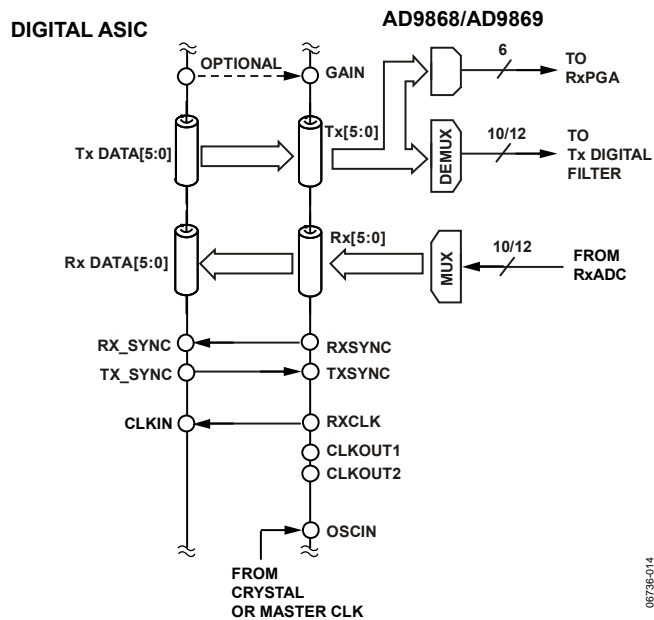 DIGITAL ASIC
AD9868/AD9869
OPTIONAL
GAIN
6
TO
RxPGA
Tx DATA[5:0]
Tx[5:0]
DEMUX
10/12
TO
Tx DIGITAL
FILTER
Rx DATA[5:0]
Rx[5:0]
MUX
10/12
FROM
RxADC
RX_SYNC
RXSYNC
TX_SYNC
TXSYNC
CLKIN
RXCLK
CLKOUT1
CLKOUT2
OSCIN
FROM
CRYSTAL
OR MASTER CLK
06736-014